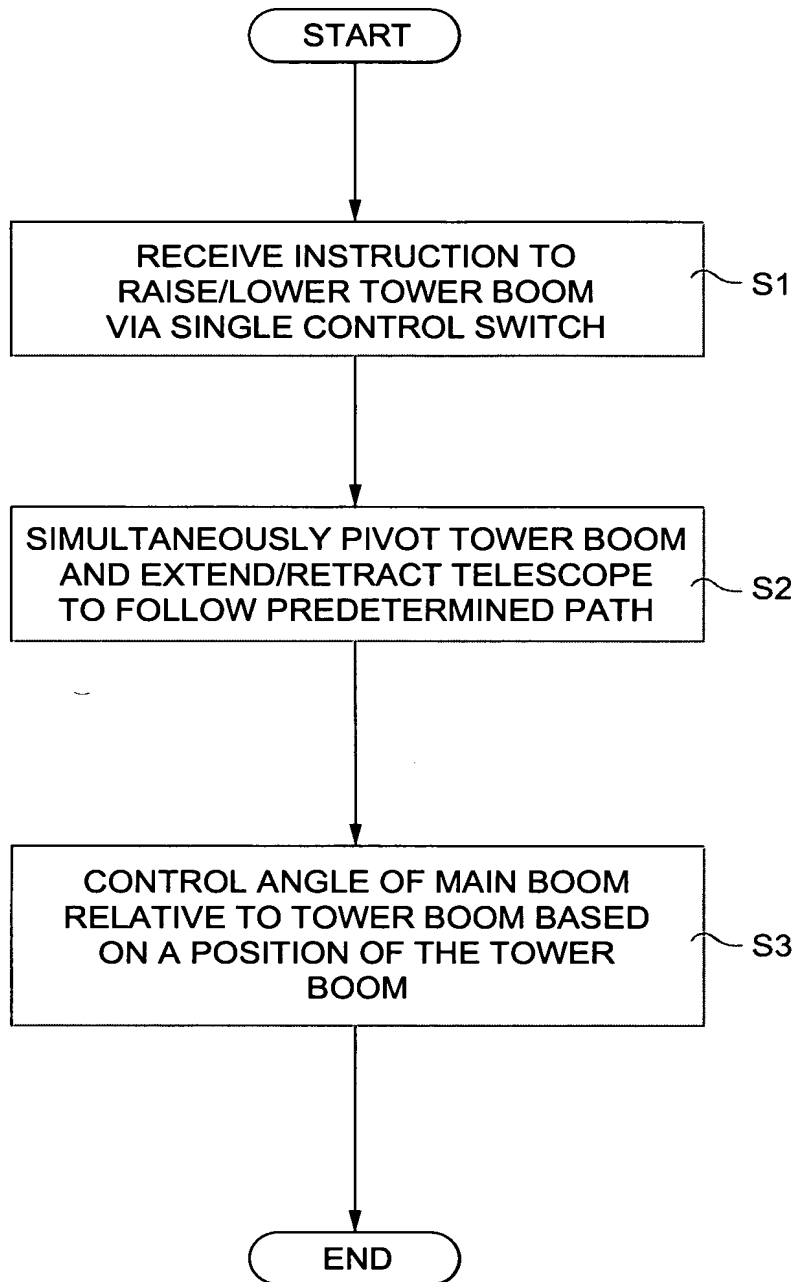 START
RECEIVE INSTRUCTION TO
RAISE/LOWER TOWER BOOM
VIA SINGLE CONTROL SWITCH
S1
SIMULTANEOUSLY PIVOT TOWER BOOM
AND EXTEND/RETRACT TELESCOPE
TO FOLLOW PREDETERMINED PATH
S2
CONTROL ANGLE OF MAIN BOOM
RELATIVE TO TOWER BOOM BASED
ON A POSITION OF THE TOWER
BOOM
S3
END